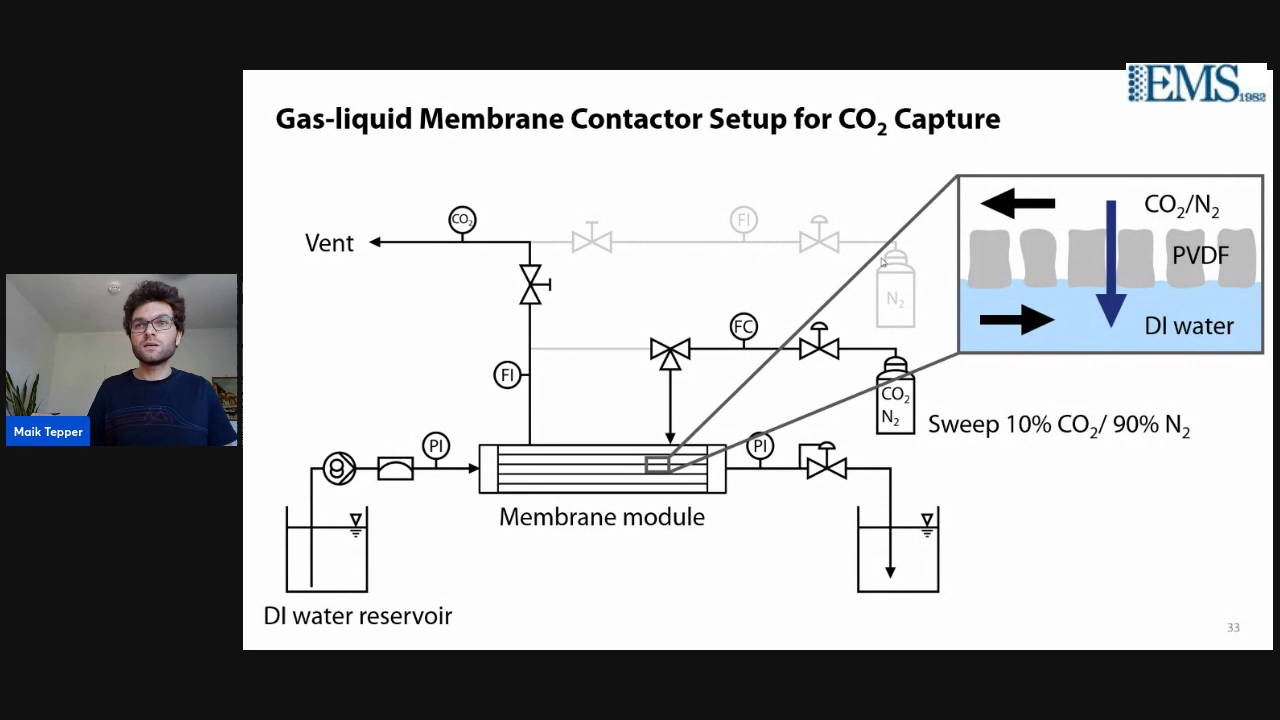 EMS 1982
Gas-liquid Membrane Contactor Setup for CO₂ Capture
CO₂
FI
CO₂/N₂
Vent
PVDF
N₂
DI water
FC
FI
CO₂
N₂
Sweep 10% CO₂/ 90% N₂
Maik Tepper
PI
PI
Membrane module
DI water reservoir
33